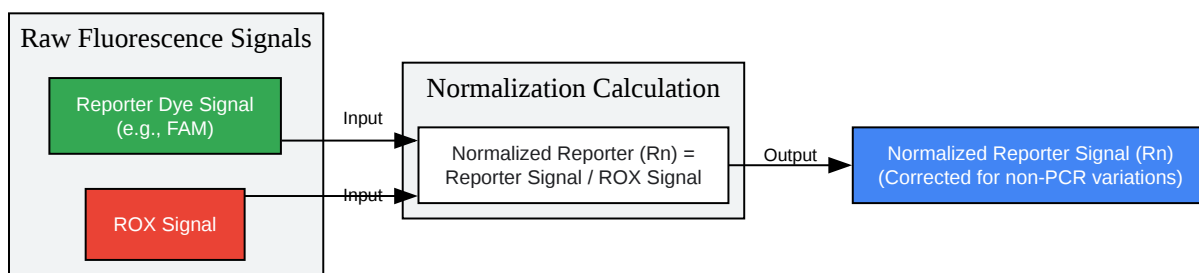 Raw Fluorescence Signals
Reporter Dye Signal
(e.g., FAM)
ROX Signal
Input
Input
Normalization Calculation
Normalized Reporter (Rn) =
Reporter Signal / ROX Signal
Output
Normalized Reporter Signal (Rn)
(Corrected for non-PCR variations)